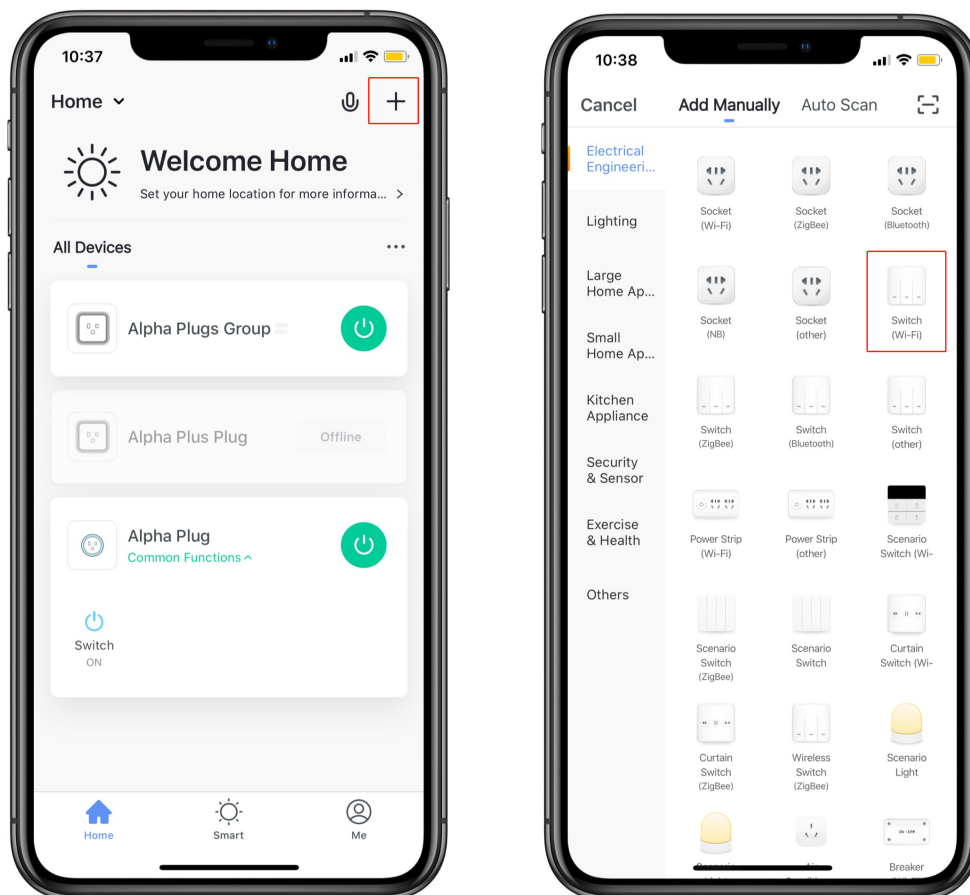 10:37
Home
Welcome Home
Set your home location for more informa... >
All Devices
Alpha Plugs Group
Alpha Plus Plug
Offline
Alpha Plug
Common Functions
Switch
ON
Home
Smart
Me
10:38
Cancel
Add Manually
Auto Scan
Electrical
Engineeri...
Lighting
Large
Home Ap...
Small
Home Ap...
Kitchen
Appliance
Security
& Sensor
Exercise
& Health
Others
Socket
(Wi-Fi)
Socket
(ZigBee)
Socket
(Bluetooth)
Socket
(NB)
Socket
(other)
Switch
(Wi-Fi)
Switch
(ZigBee)
Switch
(Bluetooth)
Switch
(other)
Power Strip
(Wi-Fi)
Power Strip
(other)
Scenario
Switch (Wi-
Scenario
Switch
(ZigBee)
Scenario
Switch
Curtain
Switch (Wi-
Curtain
Switch
(ZigBee)
Wireless
Switch
(ZigBee)
Scenario
Light
ON - OFF
Breaker